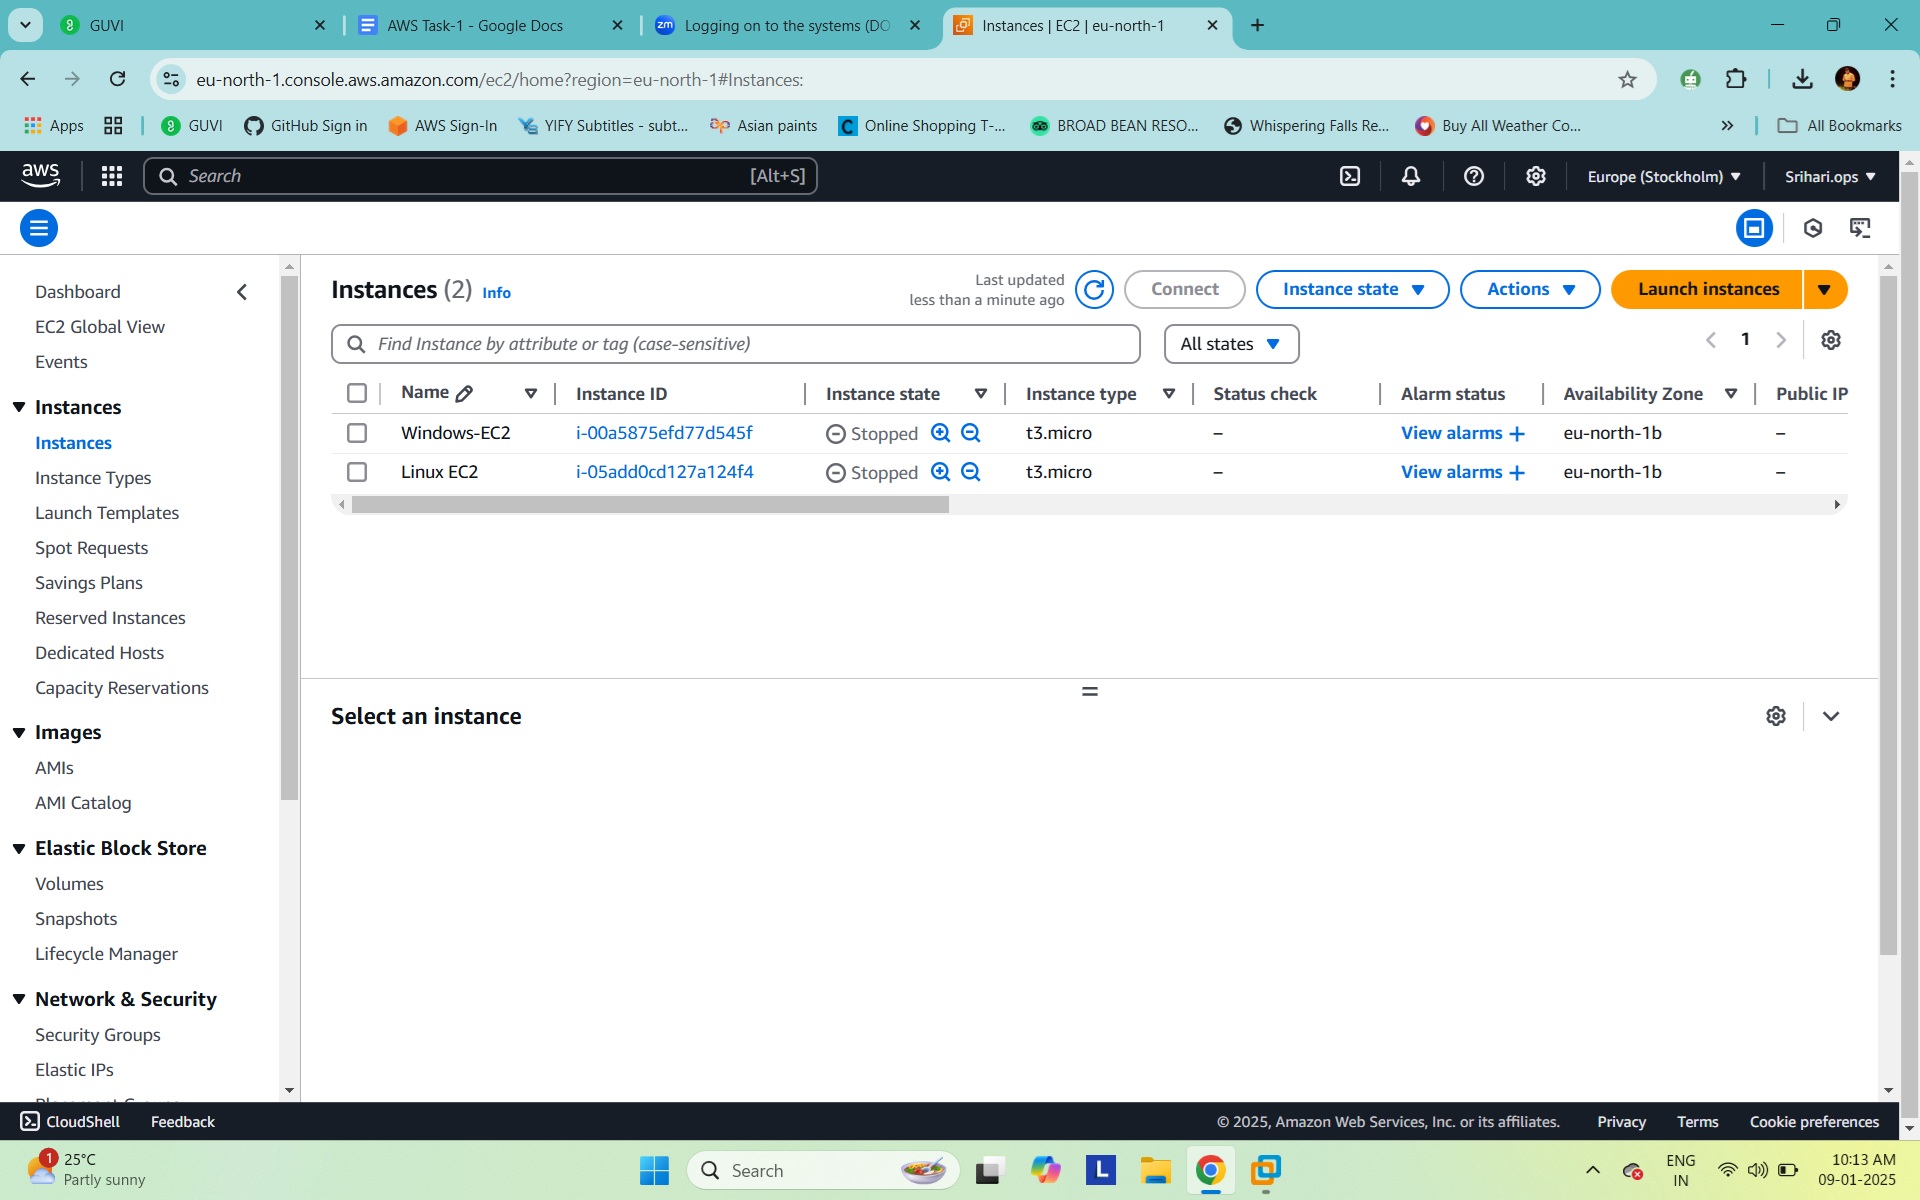 GUVI
AWS Task-1 - Google Docs
Logging on to the systems (DO
Instances | EC2 | eu-north-1
eu-north-1.console.aws.amazon.com/ec2/home?region=eu-north-1#Instances:
Apps
GUVI
GitHub Sign in
AWS Sign-In
YIFY Subtitles - subt...
Asian paints
Online Shopping T-...
BROAD BEAN RESO...
Whispering Falls Re...
Buy All Weather Co...
All Bookmarks
aws
Search
[Alt+S]
Europe (Stockholm)
Srihari.ops
Dashboard
EC2 Global View
Events
Instances
Instances
Instance Types
Launch Templates
Spot Requests
Savings Plans
Reserved Instances
Dedicated Hosts
Capacity Reservations
Images
AMIs
AMI Catalog
Elastic Block Store
Volumes
Snapshots
Lifecycle Manager
Network & Security
Security Groups
Elastic IPs
Instances (2) Info
Last updated
less than a minute ago
Connect
Instance state
Actions
Launch instances
Find Instance by attribute or tag (case-sensitive)
All states
1
Name Instance ID Instance state Instance type Status check Alarm status Availability Zone Public IP
Windows-EC2 i-00a5875efd77d545f Stopped t3.micro – View alarms + eu-north-1b –
Linux EC2 i-05add0cd127a124f4 Stopped t3.micro – View alarms + eu-north-1b –
Select an instance
CloudShell
Feedback
© 2025, Amazon Web Services, Inc. or its affiliates.
Privacy
Terms
Cookie preferences
1
25°C
Partly sunny
Search
L
ENG
IN
10:13 AM
09-01-2025